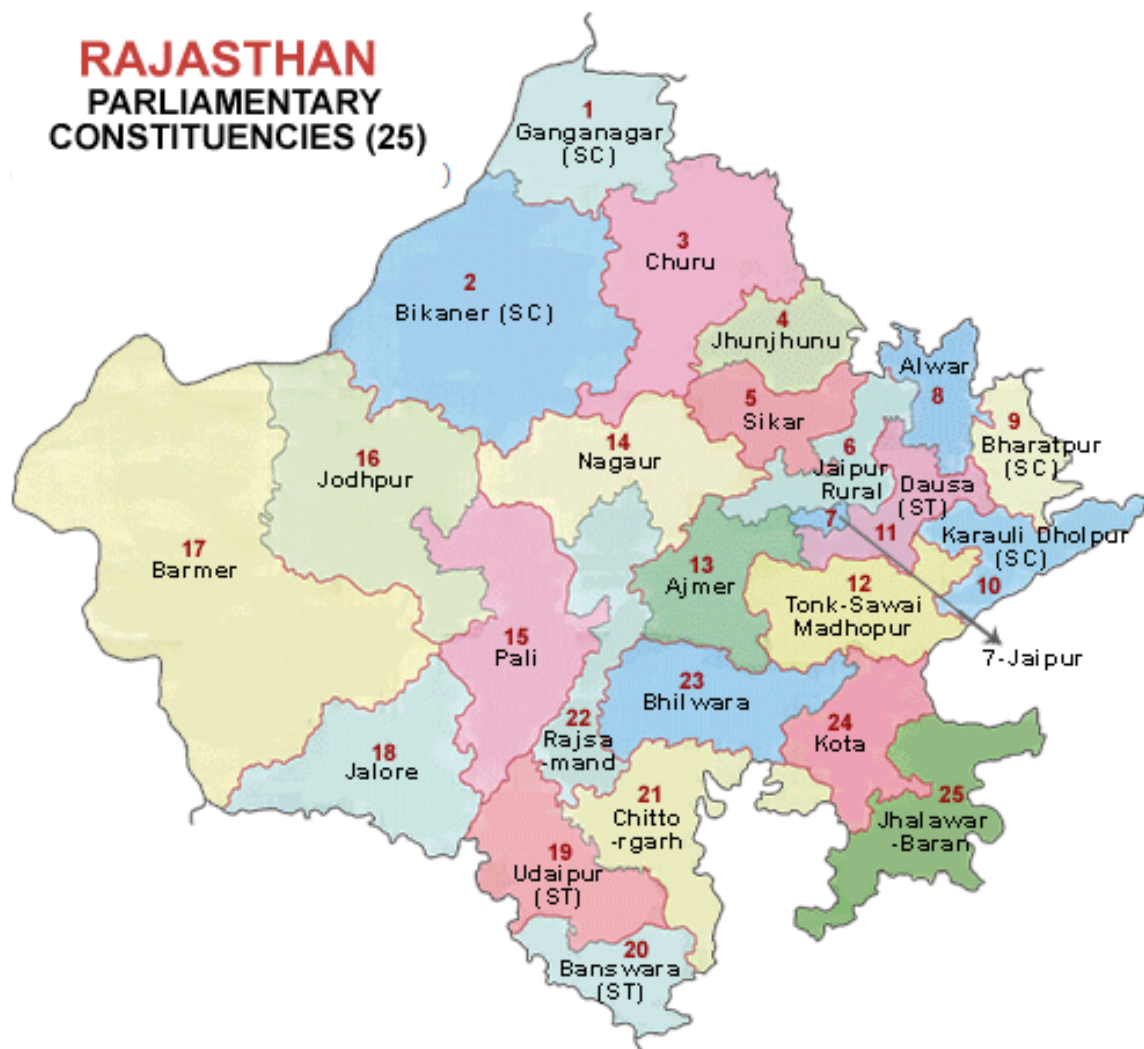 RAJASTHAN
PARLIAMENTARY
CONSTITUENCIES (25)
)
1
Ganganagar
(SC)
2
Bikaner (SC)
3
Churu
4
Jhunjhunu
5
Sikar
6
Jaipur
Rural
7
7-Jaipur
Alwar
8
9
Bharatpur
(SC)
Dausa
(ST)
11
Karauli Dholpur
(SC)
10
12
Tonk-Sawai
Madhopur
13
Ajmer
14
Nagaur
15
Pali
16
Jodhpur
17
Barmer
18
Jalore
19
Udaipur
(ST)
20
Banswara
(ST)
21
Chitto
-rgarh
22
Rajsa
-mand
23
Bhilwara
24
Kota
25
Jhalawar
-Baran